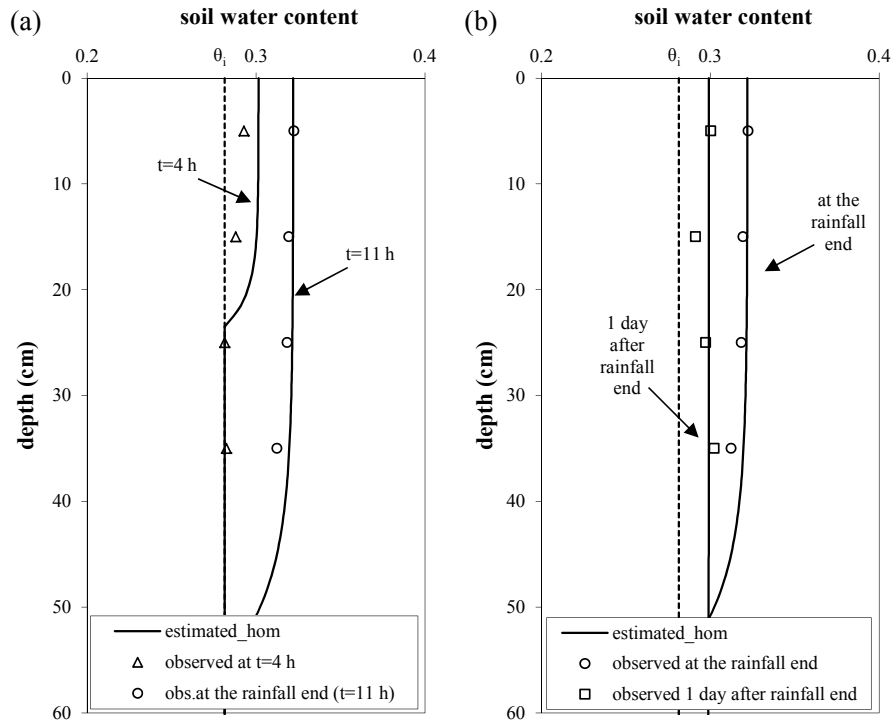 (a)
soil water content
0.2
θi
0.3
0.4
0
10
20
30
40
50
60
depth (cm)
t=4 h
t=11 h
estimated_hom
observed at t=4 h
obs.at the rainfall end (t=11 h)
(b)
soil water content
0.2
θi
0.3
0.4
0
10
20
30
40
50
60
depth (cm)
at the
rainfall
end
1 day
after
rainfall
end
estimated_hom
observed at the rainfall end
observed 1 day after rainfall end